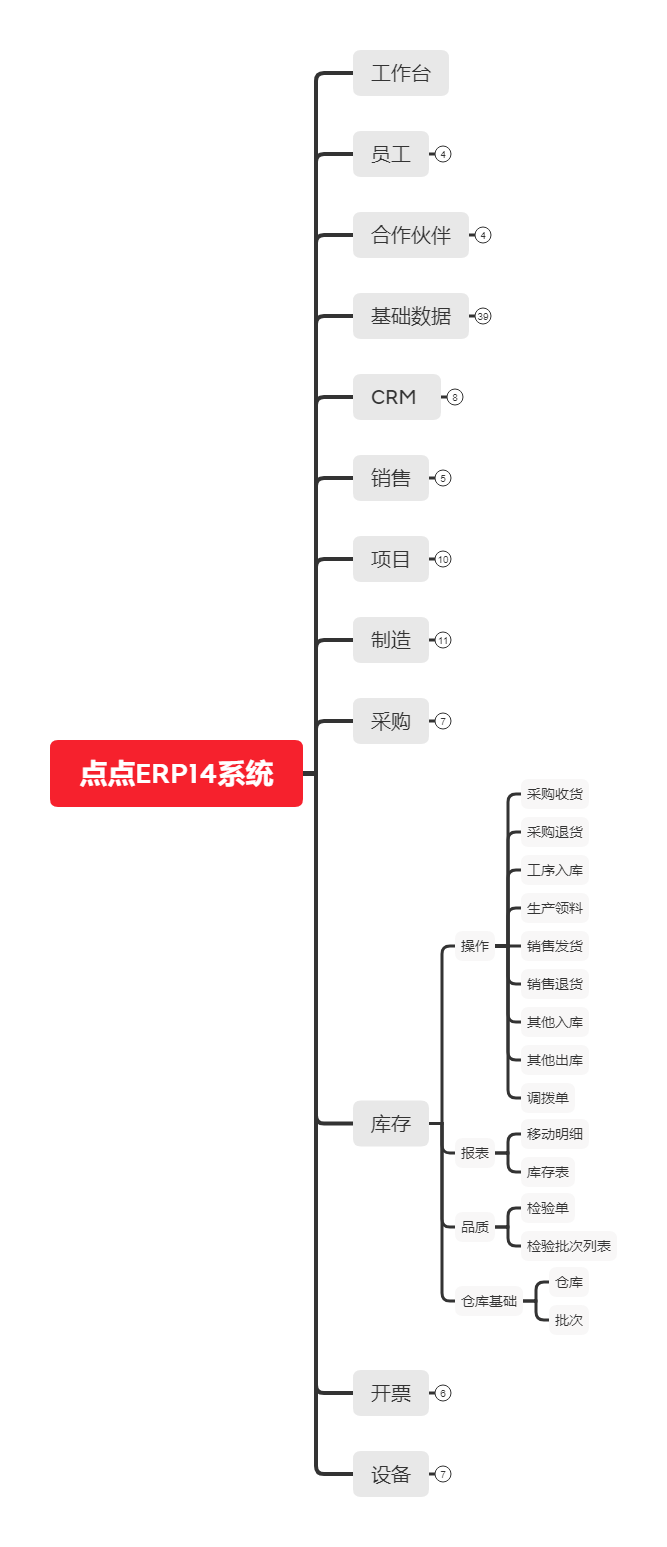 工作台
员工 4
合作伙伴 4
基础数据 39
CRM 8
销售 5
项目 10
制造 11
采购 7
点点ERP14系统
库存
操作
采购收货
采购退货
工序入库
生产领料
销售发货
销售退货
其他入库
其他出库
调拨单
报表
移动明细
库存表
品质
检验单
检验批次列表
仓库基础
仓库
批次
开票 6
设备 7